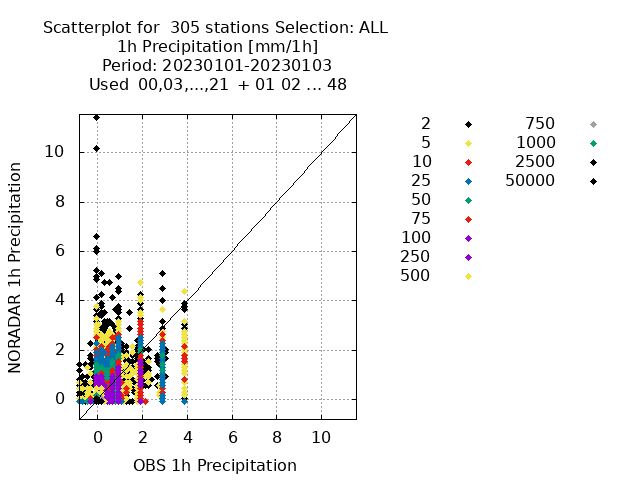 Scatterplot for 305 stations Selection: ALL
1h Precipitation [mm/1h]
Period: 20230101-20230103
Used 00,03,...,21 + 01 02 ... 48
NORADAR 1h Precipitation
10
8
6
4
2
0
0 2 4 6 8 10
OBS 1h Precipitation
2 750
5 1000
10 2500
25 50000
50
75
100
250
500